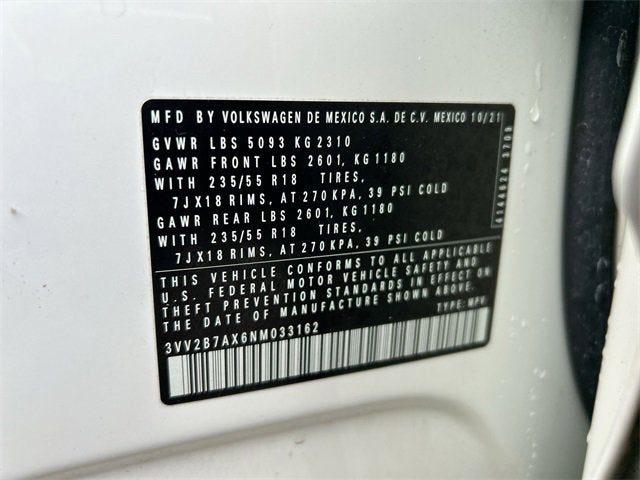 MFD BY VOLKSWAGEN DE MEXICO S.A. DE C.V. MEXICO 10/21
GVWR LBS 5093 KG 2310
GAWR FRONT LBS 2601, KG 1180
WITH 235/55 R18 TIRES,
7JX18 RIMS, AT 270 KPA, 39 PSI COLD
GAWR REAR LBS 2601, KG 1180
WITH 235/55 R18 TIRES,
7JX18 RIMS, AT 270 KPA, 39 PSI COLD
THIS VEHICLE CONFORMS TO ALL APPLICABLE
U.S. FEDERAL MOTOR VEHICLE SAFETY AND
THEFT PREVENTION STANDARDS IN EFFECT ON
THE DATE OF MANUFACTURE SHOWN ABOVE.
TYPE: MPV
3VV2B7AX6NM033162